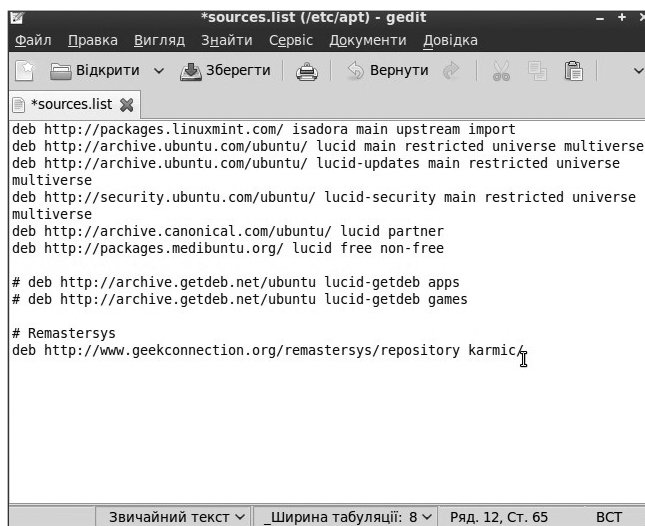 *sources.list (/etc/apt) - gedit
Файл Правка Вигляд Знайти Сервіс Документи Довідка
Відкрити Зберегти Вернути
*sources.list
deb http://packages.linuxmint.com/ isadora main upstream import
deb http://archive.ubuntu.com/ubuntu/ lucid main restricted universe multiverse
deb http://archive.ubuntu.com/ubuntu/ lucid-updates main restricted universe
multiverse
deb http://security.ubuntu.com/ubuntu/ lucid-security main restricted universe
multiverse
deb http://archive.canonical.com/ubuntu/ lucid partner
deb http://packages.medibuntu.org/ lucid free non-free
# deb http://archive.getdeb.net/ubuntu lucid-getdeb apps
# deb http://archive.getdeb.net/ubuntu lucid-getdeb games
# Remastersys
deb http://www.geekconnection.org/remastersys/repository karmic/
Звичайний текст _Ширина табуляції: 8 Ряд. 12, Ст. 65 ВСТ